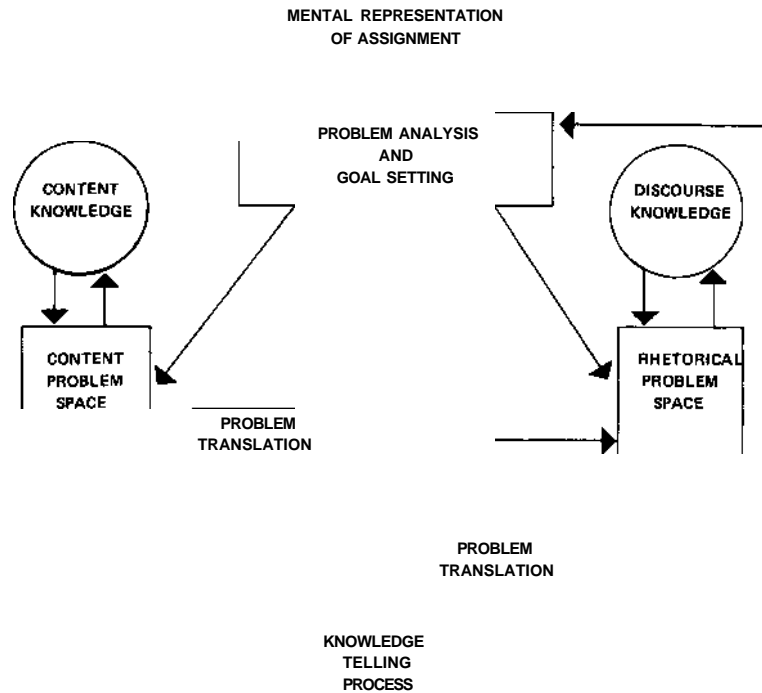 MENTAL REPRESENTATION
OF ASSIGNMENT
PROBLEM ANALYSIS
AND
GOAL SETTING
CONTENT
KNOWLEDGE
DISCOURSE
KNOWLEDGE
CONTENT
PROBLEM
SPACE
RHETORICAL
PROBLEM
SPACE
PROBLEM
TRANSLATION
PROBLEM
TRANSLATION
KNOWLEDGE
TELLING
PROCESS